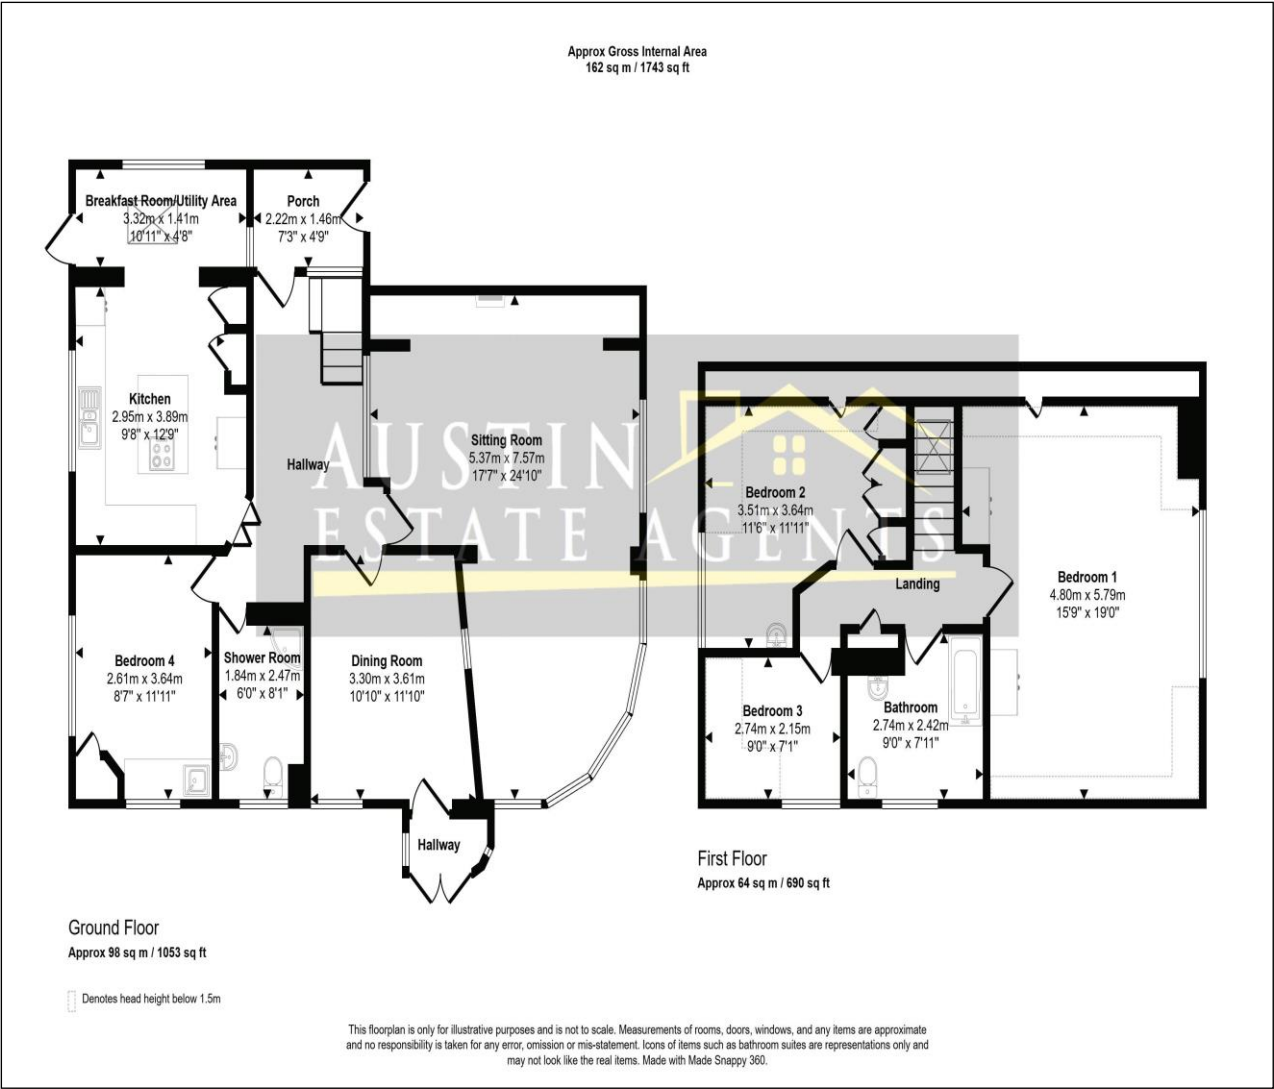 Approx Gross Internal Area
162 sq m / 1743 sq ft
Breakfast Room/Utility Area
3.32m x 1.41m
10'11" x 4'8"
Porch
2.22m x 1.46m
7'3" x 4'9"
Kitchen
2.95m x 3.89m
9'8" x 12'9"
Hallway
Sitting Room
5.37m x 7.57m
17'7" x 24'10"
AUSTIN
ESTATE AGENTS
Bedroom 4
2.61m x 3.64m
8'7" x 11'11"
Shower Room
1.84m x 2.47m
6'0" x 8'1"
Dining Room
3.30m x 3.61m
10'10" x 11'10"
Hallway
Bedroom 2
3.51m x 3.64m
11'6" x 11'11"
Landing
Bedroom 1
4.80m x 5.79m
15'9" x 19'0"
Bedroom 3
2.74m x 2.15m
9'0" x 7'1"
Bathroom
2.74m x 2.42m
9'0" x 7'11"
First Floor
Approx 64 sq m / 690 sq ft
Ground Floor
Approx 98 sq m / 1053 sq ft
Denotes head height below 1.5m
This floorplan is only for illustrative purposes and is not to scale. Measurements of rooms, doors, windows, and any items are approximate
and no responsibility is taken for any error, omission or mis-statement. Icons of items such as bathroom suites are representations only and
may not look like the real items. Made with Made Snappy 360.